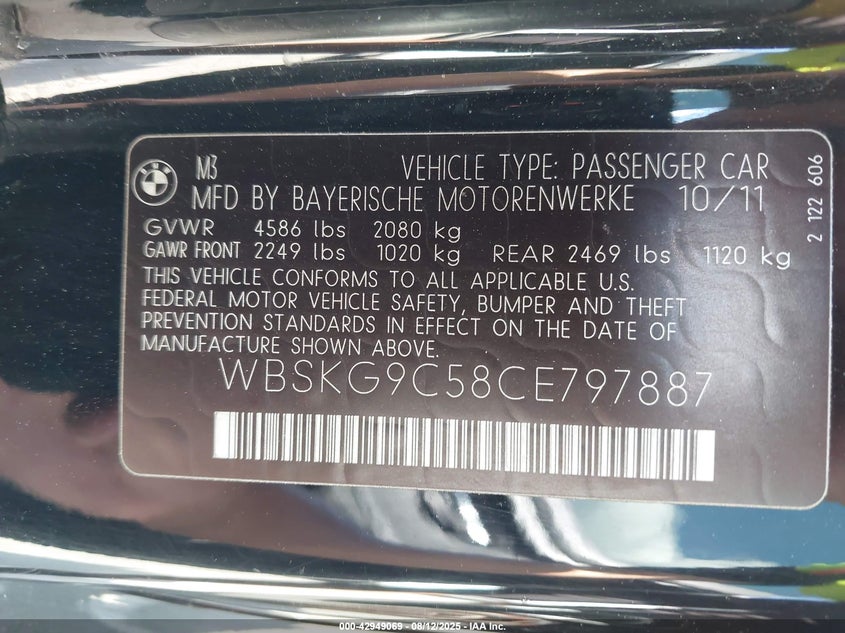 M3 VEHICLE TYPE: PASSENGER CAR
MFD BY BAYERISCHE MOTORENWERKE 10/11
GVWR 4586 lbs 2080 kg
GAWR FRONT 2249 lbs 1020 kg REAR 2469 lbs 1120 kg
THIS VEHICLE CONFORMS TO ALL APPLICABLE U.S.
FEDERAL MOTOR VEHICLE SAFETY, BUMPER AND THEFT
PREVENTION STANDARDS IN EFFECT ON THE DATE OF
MANUFACTURE SHOWN ABOVE.
WBSKG9C58CE797887
2 122 606
000-42949069 - 08/12/2025 - IAA Inc.